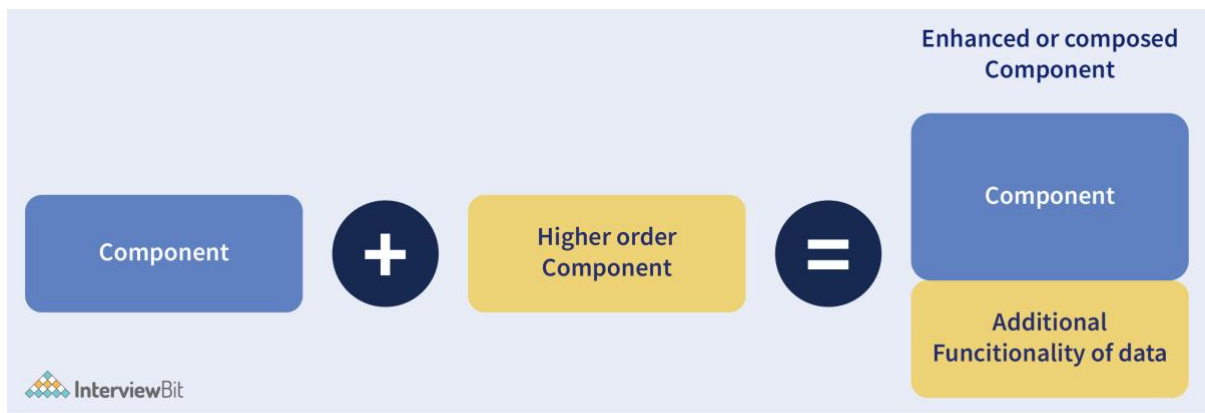 Enhanced or composed
Component
Component
+
Higher order
Component
=
Component
Additional
Funcitionality of data
InterviewBit